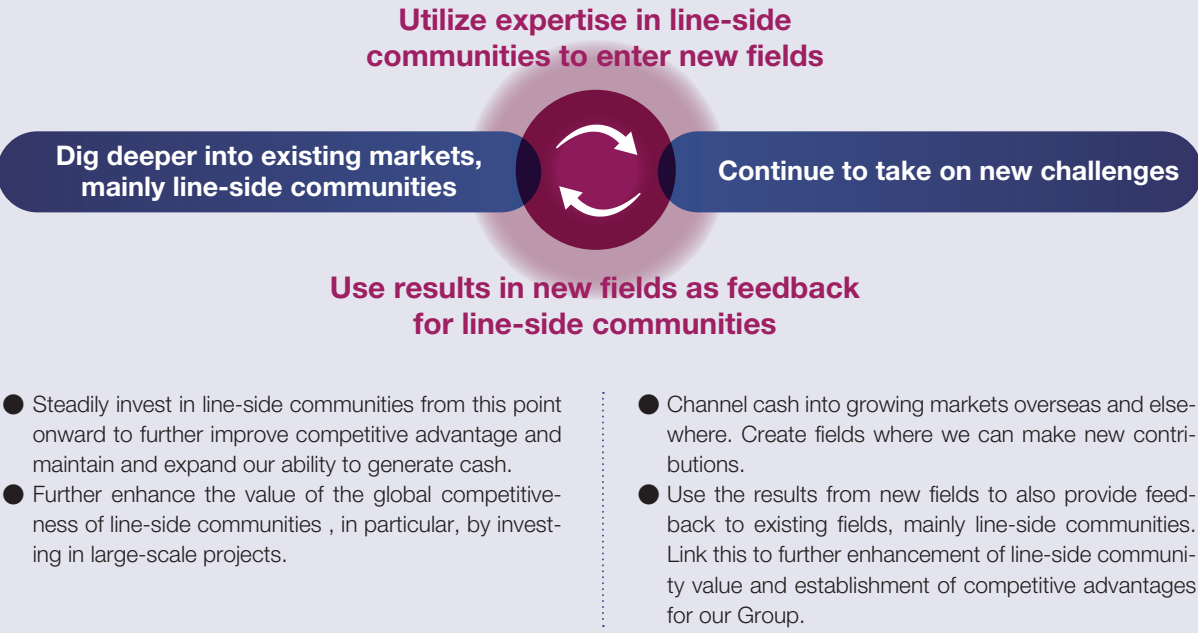 Utilize expertise in line-side
communities to enter new fields
Dig deeper into existing markets,
mainly line-side communities
Continue to take on new challenges
Use results in new fields as feedback
for line-side communities
● Steadily invest in line-side communities from this point
onward to further improve competitive advantage and
maintain and expand our ability to generate cash.
● Further enhance the value of the global competitive-
ness of line-side communities , in particular, by invest-
ing in large-scale projects.
● Channel cash into growing markets overseas and else-
where. Create fields where we can make new contri-
butions.
● Use the results from new fields to also provide feed-
back to existing fields, mainly line-side communities.
Link this to further enhancement of line-side communi-
ty value and establishment of competitive advantages
for our Group.